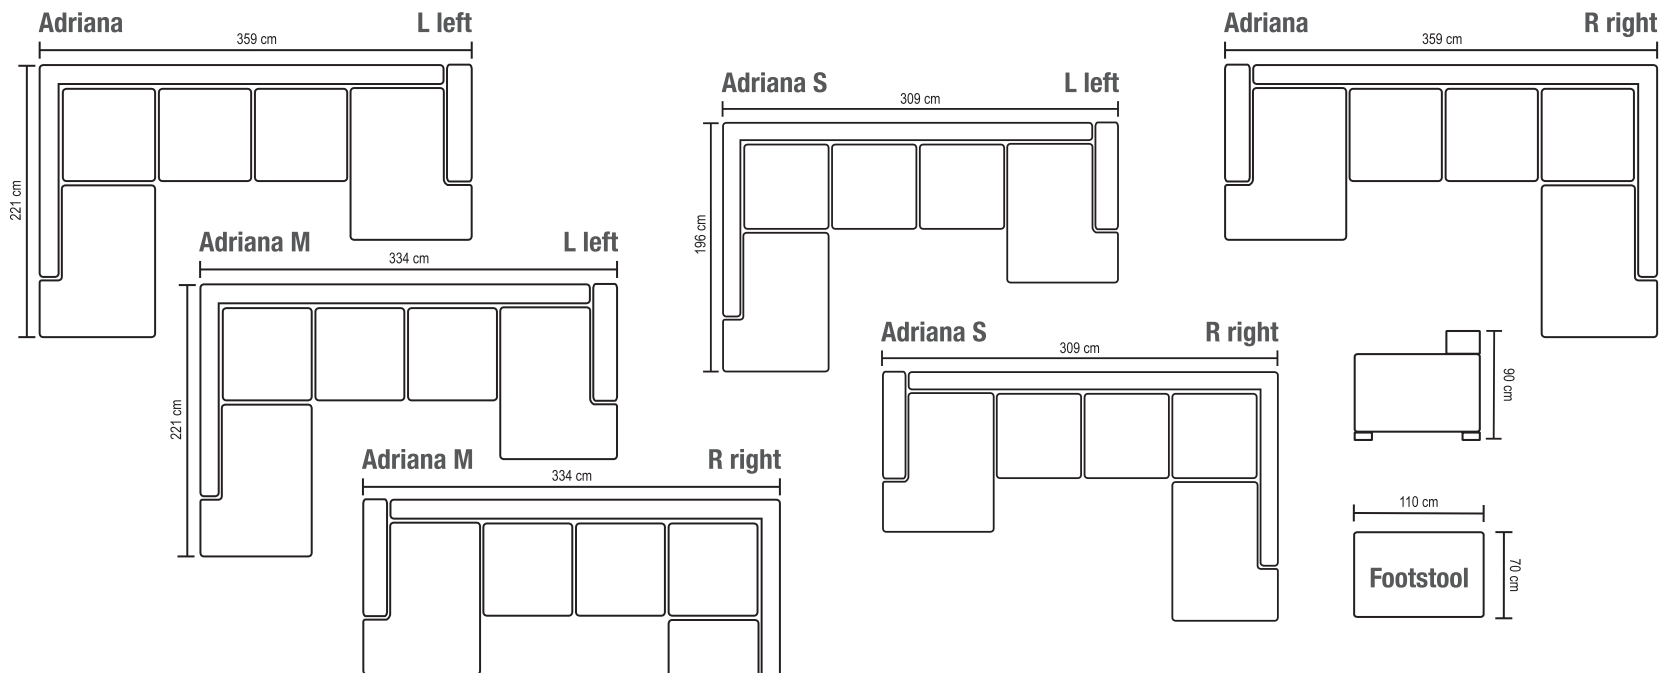 Adriana L left
359 cm
221 cm
Adriana M L left
334 cm
221 cm
Adriana M R right
334 cm
Adriana S L left
309 cm
196 cm
Adriana S R right
309 cm
Adriana R right
359 cm
90 cm
110 cm
Footstool
70 cm